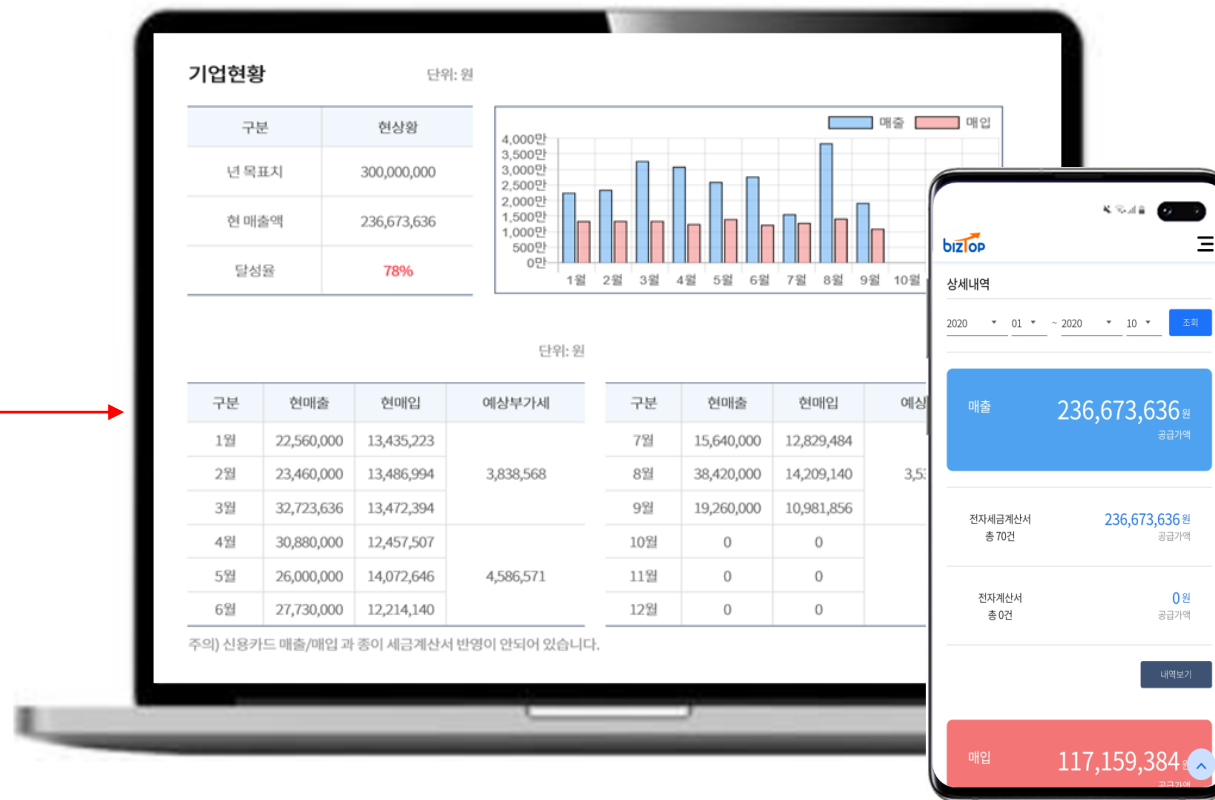 기업현황
단위: 원
구분 현상황
년 목표치 300,000,000
현 매출액 236,673,636
달성율 78%
매출 매입
4,000만
3,500만
3,000만
2,500만
2,000만
1,500만
1,000만
500만
0만
1월 2월 3월 4월 5월 6월 7월 8월 9월 10월
단위: 원
구분 현매출 현매입 예상부가세
1월 22,560,000 13,435,223
2월 23,460,000 13,486,994 3,838,568
3월 32,723,636 13,472,394
4월 30,880,000 12,457,507
5월 26,000,000 14,072,646 4,586,571
6월 27,730,000 12,214,140
구분 현매출 현매입 예상
7월 15,640,000 12,829,484
8월 38,420,000 14,209,140 3,5
9월 19,260,000 10,981,856
10월 0 0
11월 0 0
12월 0 0
주의) 신용카드 매출/매입 과 종이 세금계산서 반영이 안되어 있습니다.
bizTOP
상세내역
2020 01 ~ 2020 10 조회
매출 236,673,636원
공급가액
전자세금계산서 236,673,636원
총 70건 공급가액
전자계산서 0원
총 0건 공급가액
내역보기
매입 117,159,384
공급가액